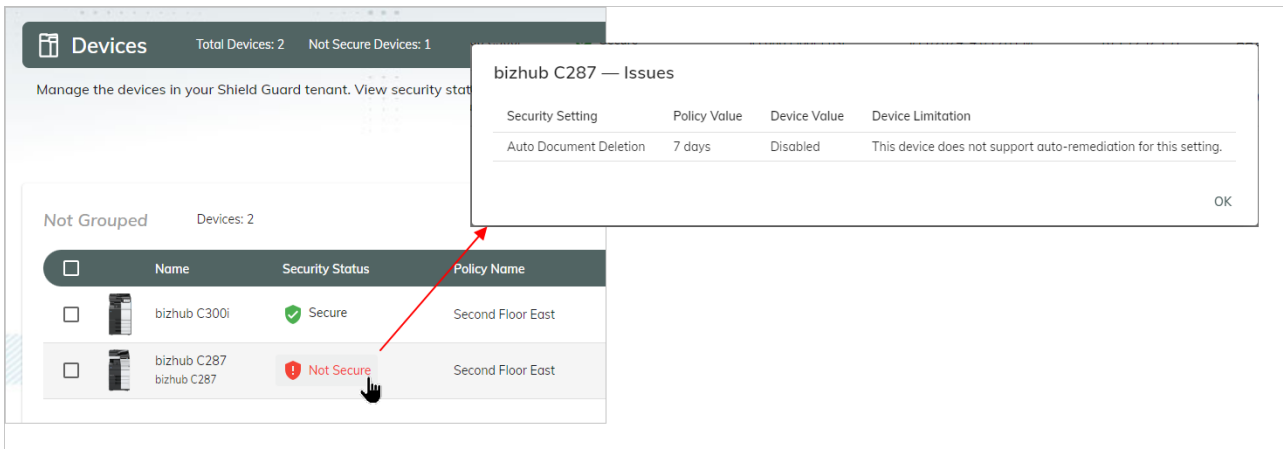 Devices
Total Devices: 2 Not Secure Devices: 1
Manage the devices in your Shield Guard tenant. View security stat
Not Grouped Devices: 2
Name Security Status Policy Name
bizhub C300i Secure Second Floor East
bizhub C287
bizhub C287
Not Secure Second Floor East
bizhub C287 — Issues
Security Setting Policy Value Device Value Device Limitation
Auto Document Deletion 7 days Disabled This device does not support auto-remediation for this setting.
OK